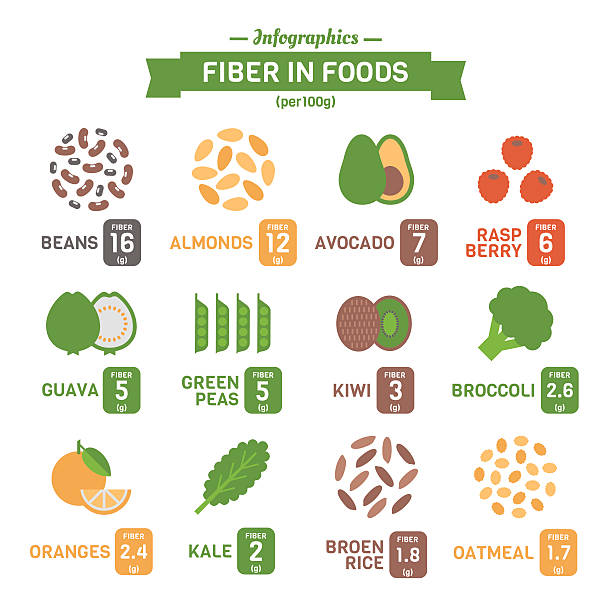 Infographics
FIBER IN FOODS
(per100g)
BEANS
FIBER
16
(g)
ALMONDS
FIBER
12
(g)
AVOCADO
FIBER
7
(g)
RASP
BERRY
FIBER
6
(g)
GUAVA
FIBER
5
(g)
GREEN
PEAS
FIBER
5
(g)
KIWI
FIBER
3
(g)
BROCCOLI
FIBER
2.6
(g)
ORANGES
FIBER
2.4
(g)
KALE
FIBER
2
(g)
BROEN
RICE
FIBER
1.8
(g)
OATMEAL
FIBER
1.7
(g)